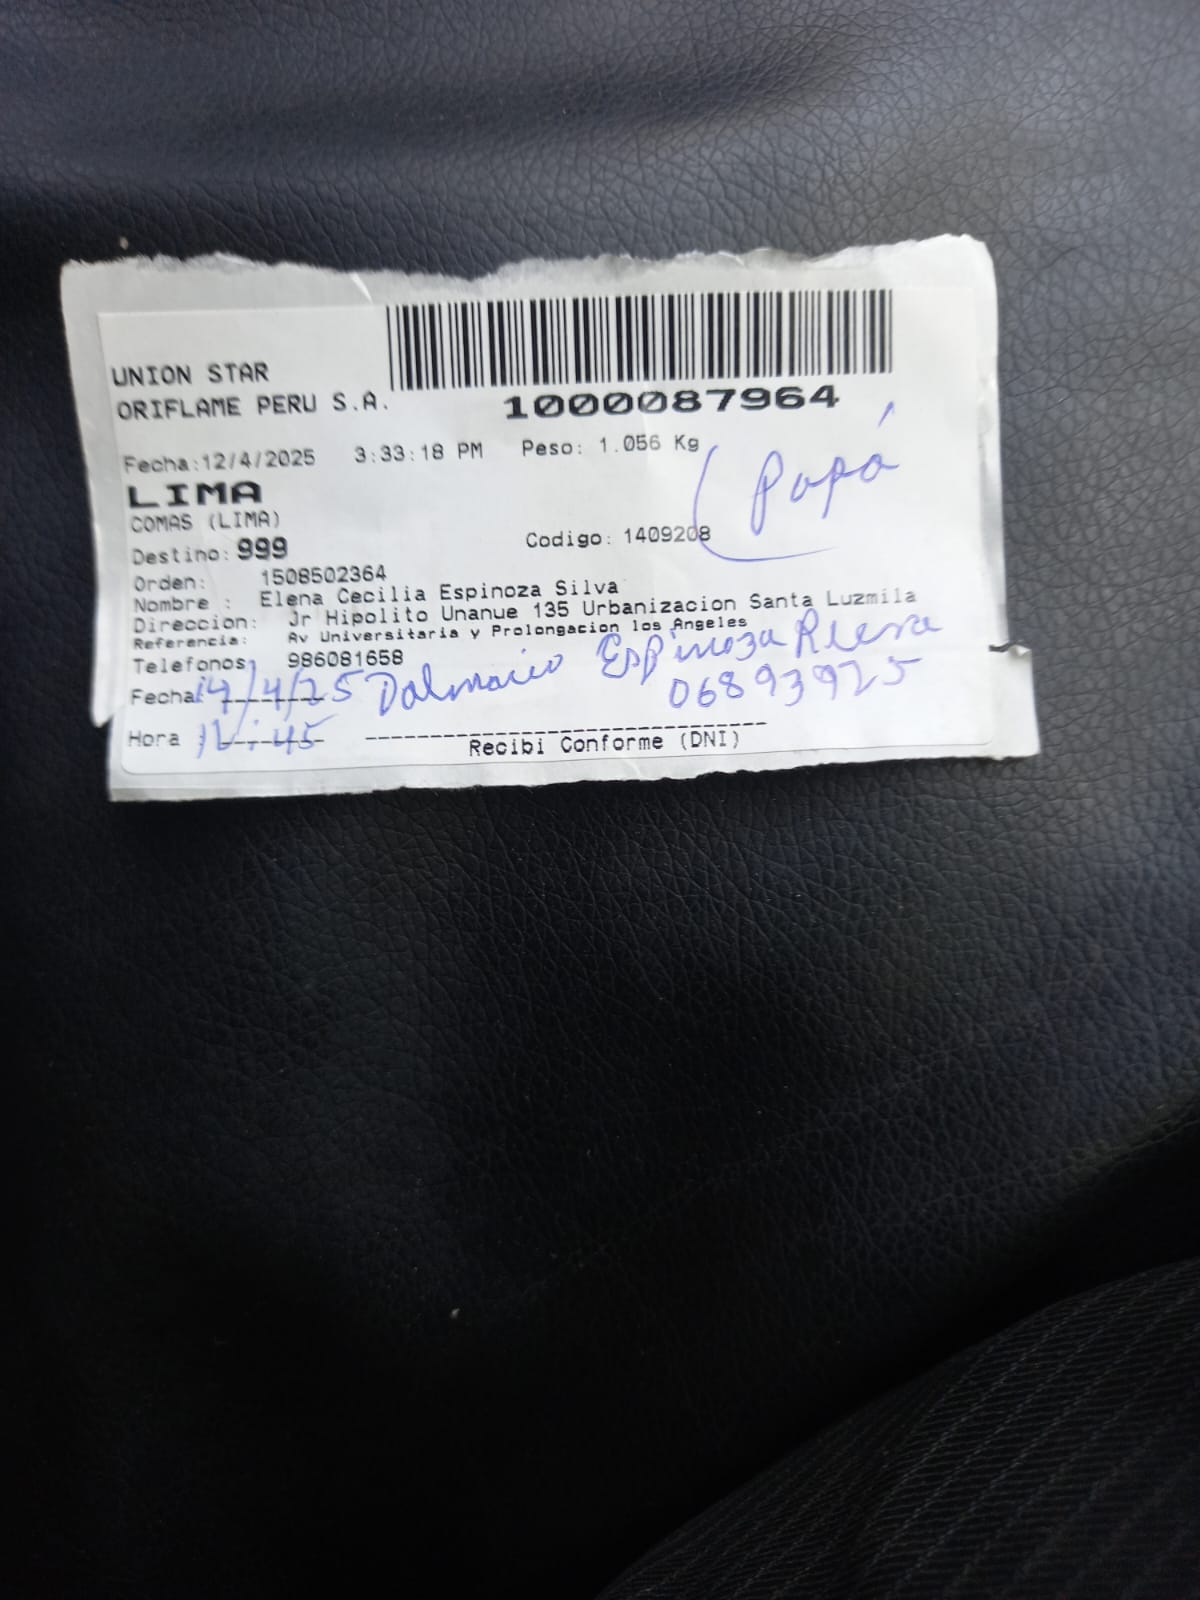 UNION STAR
ORIFLAME PERU S.A.
1000087964
Fecha:12/4/2025 3:33:18 PM Peso: 1.056 Kg
(Papá
LIMA
COMAS (LIMA)
Destino: 999 Codigo: 1409208
Orden: 1508502364
Nombre : Elena Cecilia Espinoza Silva
Direccion: Jr Hipolito Unanue 135 Urbanizacion Santa Luzmila
Referencia: Av Universitaria y Prolongacion los Angeles
Telefonos: 986081658
Fecha: 14/4/25 Dalmacio Espinoza Riera
06893925
Hora 12:45
Recibi Conforme (DNI)